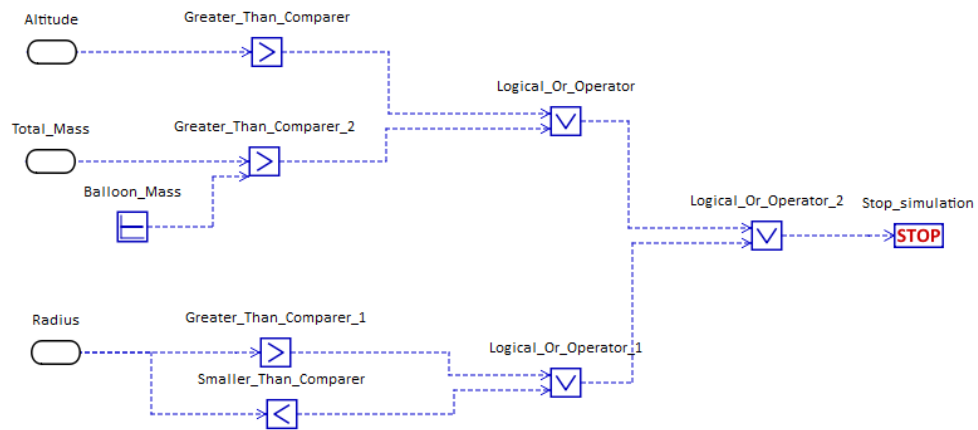 Altitude
Greater_Than_Comparer
Logical_Or_Operator
Total_Mass
Greater_Than_Comparer_2
Balloon_Mass
Logical_Or_Operator_2
Stop_simulation
STOP
Radius
Greater_Than_Comparer_1
Logical_Or_Operator_1
Smaller_Than_Comparer